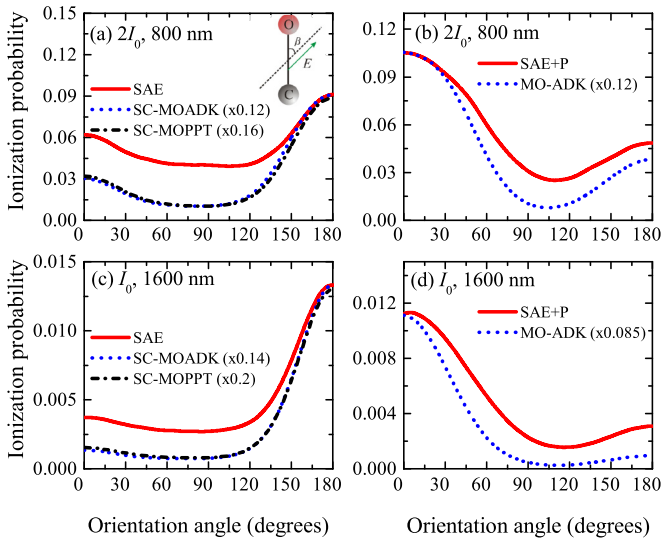 (a) 2I₀, 800 nm
O
β
E
C
SAE
SC-MOADK (x0.12)
SC-MOPPT (x0.16)
Ionization probability
0.15
0.12
0.09
0.06
0.03
0.00
0 30 60 90 120 150 180
(b) 2I₀, 800 nm
SAE+P
MO-ADK (x0.12)
0.15
0.10
0.05
0.00
0 30 60 90 120 150 180
(c) I₀, 1600 nm
SAE
SC-MOADK (x0.14)
SC-MOPPT (x0.2)
Ionization probability
0.015
0.010
0.005
0.000
0 30 60 90 120 150 180
Orientation angle (degrees)
(d) I₀, 1600 nm
SAE+P
MO-ADK (x0.085)
0.012
0.008
0.004
0.000
0 30 60 90 120 150 180
Orientation angle (degrees)